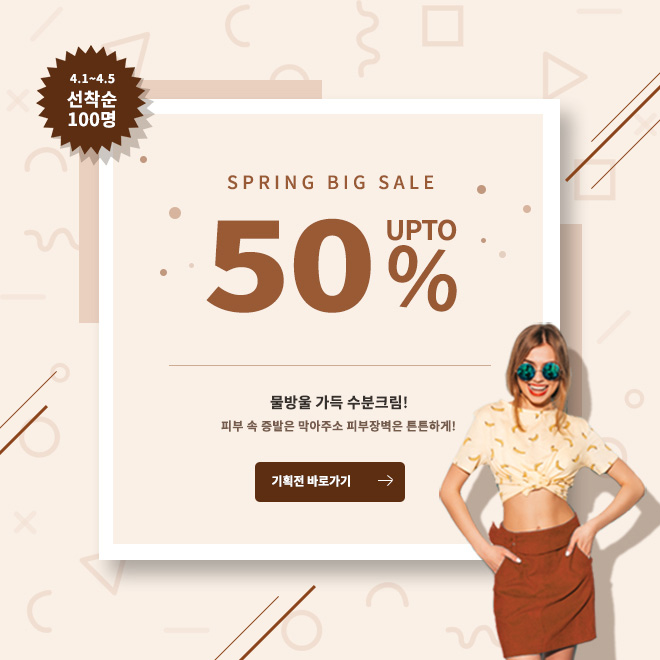 4.1~4.5
선착순
100명
SPRING BIG SALE
50 UPTO %
물방울 가득 수분크림!
피부 속 증발은 막아주소 피부장벽은 튼튼하게!
기획전 바로가기